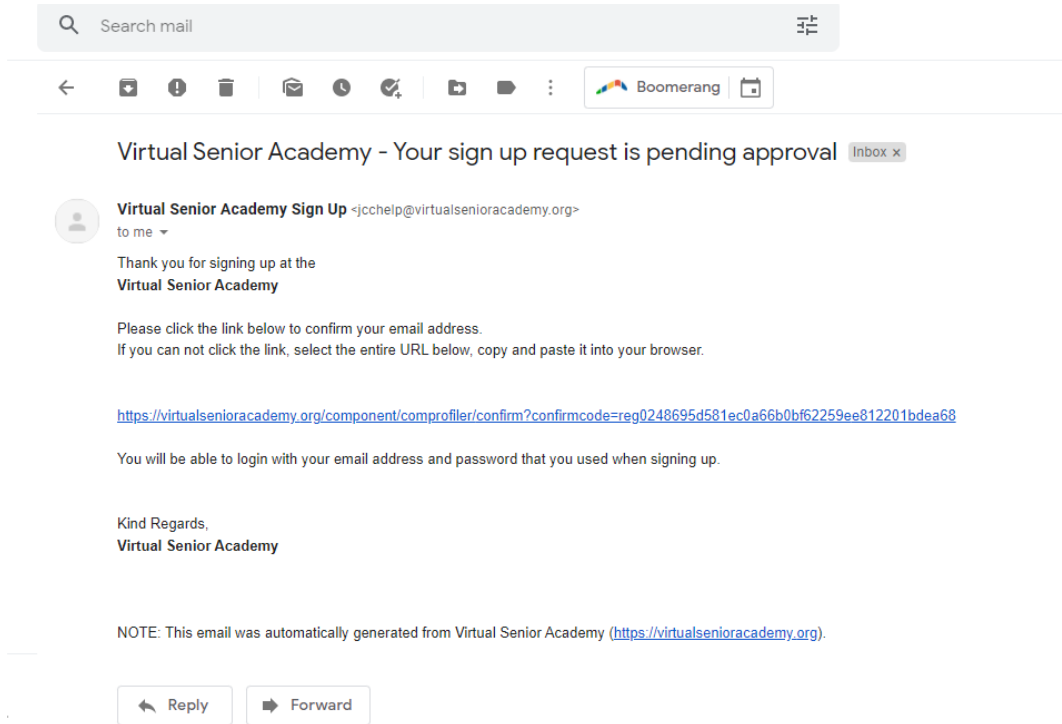 Search mail
Boomerang
Virtual Senior Academy - Your sign up request is pending approval Inbox x
Virtual Senior Academy Sign Up <jcchelp@virtualsenioracademy.org>
to me
Thank you for signing up at the
Virtual Senior Academy
Please click the link below to confirm your email address.
If you can not click the link, select the entire URL below, copy and paste it into your browser.
https://virtualsenioracademy.org/component/comprofiler/confirm?confirmcode=reg0248695d581ec0a66b0bf62259ee812201bdea68
You will be able to login with your email address and password that you used when signing up.
Kind Regards,
Virtual Senior Academy
NOTE: This email was automatically generated from Virtual Senior Academy (https://virtualsenioracademy.org).
Reply Forward